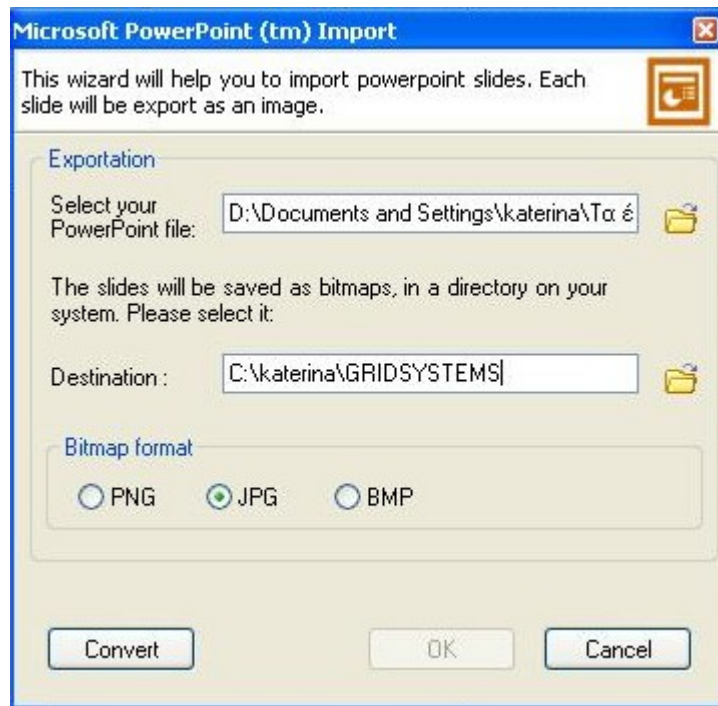 Microsoft PowerPoint (tm) Import
This wizard will help you to import powerpoint slides. Each
slide will be export as an image.
Exportation
Select your
PowerPoint file:
D:\Documents and Settings\katerina\Τα έ
The slides will be saved as bitmaps, in a directory on your
system. Please select it:
Destination :
C:\katerina\GRIDSYSTEMS
Bitmap format
PNG
JPG
BMP
Convert
OK
Cancel